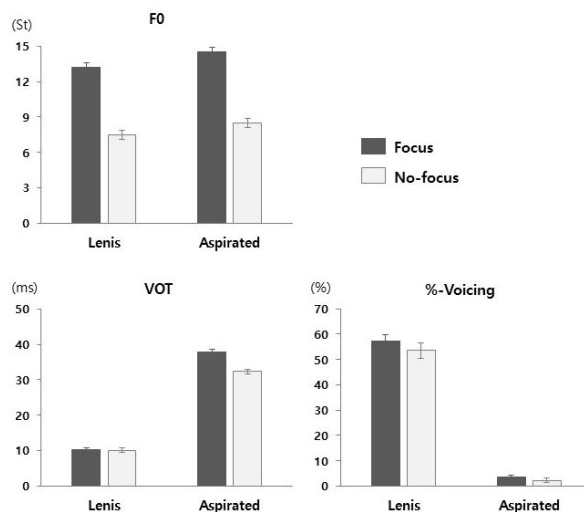 F0
(St)
15
12
9
6
3
0
Lenis Aspirated
Focus
No-focus
VOT
(ms)
50
40
30
20
10
0
Lenis Aspirated
%-Voicing
(%)
70
60
50
40
30
20
10
0
Lenis Aspirated